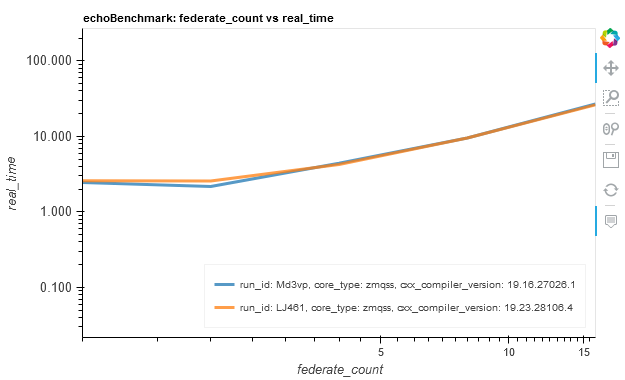 echoBenchmark: federate_count vs real_time
100.000
10.000
1.000
0.100
real_time
run_id: Md3vp, core_type: zmqss, cxx_compiler_version: 19.16.27026.1
run_id: LJ461, core_type: zmqss, cxx_compiler_version: 19.23.28106.4
5
10
15
federate_count